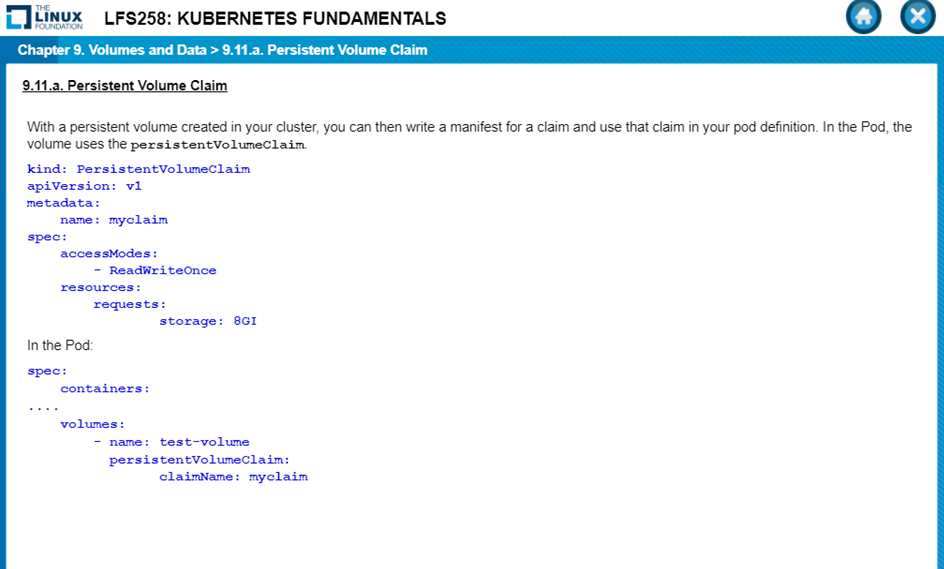 THE
LINUX
FOUNDATION
LFS258: KUBERNETES FUNDAMENTALS
Chapter 9. Volumes and Data > 9.11.a. Persistent Volume Claim
9.11.a. Persistent Volume Claim
With a persistent volume created in your cluster, you can then write a manifest for a claim and use that claim in your pod definition. In the Pod, the
volume uses the persistentVolumeClaim.
kind: PersistentVolumeClaim
apiVersion: v1
metadata:
    name: myclaim
spec:
    accessModes:
        - ReadWriteOnce
    resources:
        requests:
                storage: 8GI
In the Pod:
spec:
    containers:
....
    volumes:
        - name: test-volume
          persistentVolumeClaim:
                claimName: myclaim